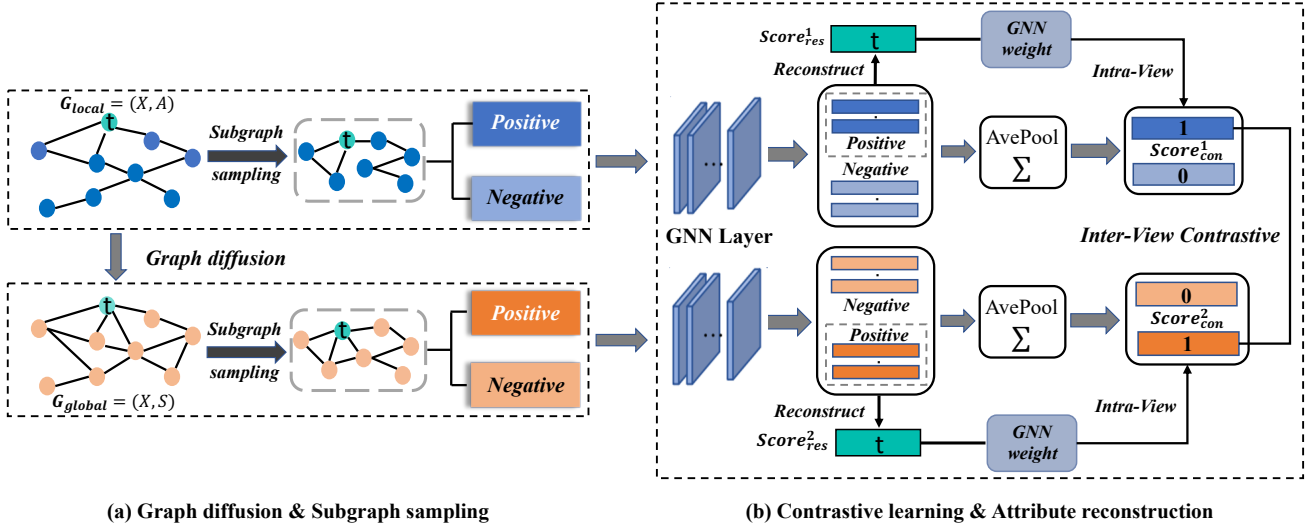 G_local = (X, A)
t
Subgraph
sampling
t
Positive
Negative
Graph diffusion
t
Subgraph
sampling
t
G_global = (X, S)
Positive
Negative
(a) Graph diffusion & Subgraph sampling
Score^1_res
t
GNN
weight
Reconstruct
Intra-View
...
Positive
Negative
AvePool
Σ
1
Score^1_con
0
GNN Layer
Inter-View Contrastive
...
Negative
Positive
AvePool
Σ
0
Score^2_con
1
Reconstruct
Intra-View
Score^2_res
t
GNN
weight
(b) Contrastive learning & Attribute reconstruction